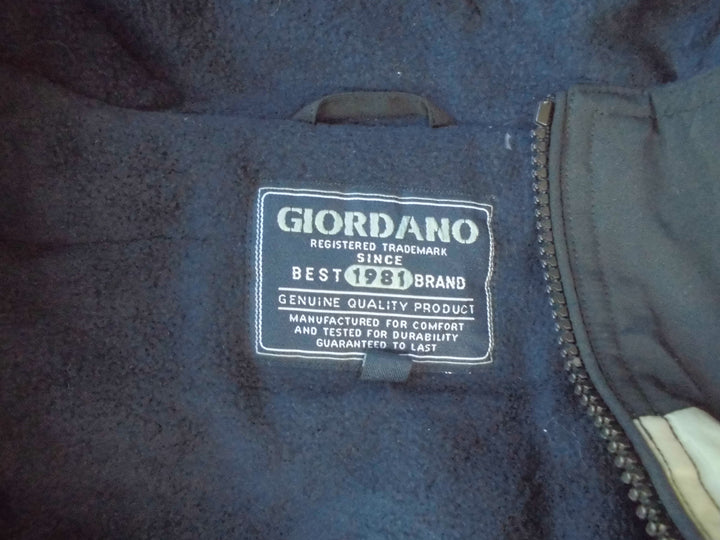 GIORDANO
REGISTERED TRADEMARK
SINCE
BEST 1981 BRAND
GENUINE QUALITY PRODUCT
MANUFACTURED FOR COMFORT
AND TESTED FOR DURABILITY
GUARANTEED TO LAST